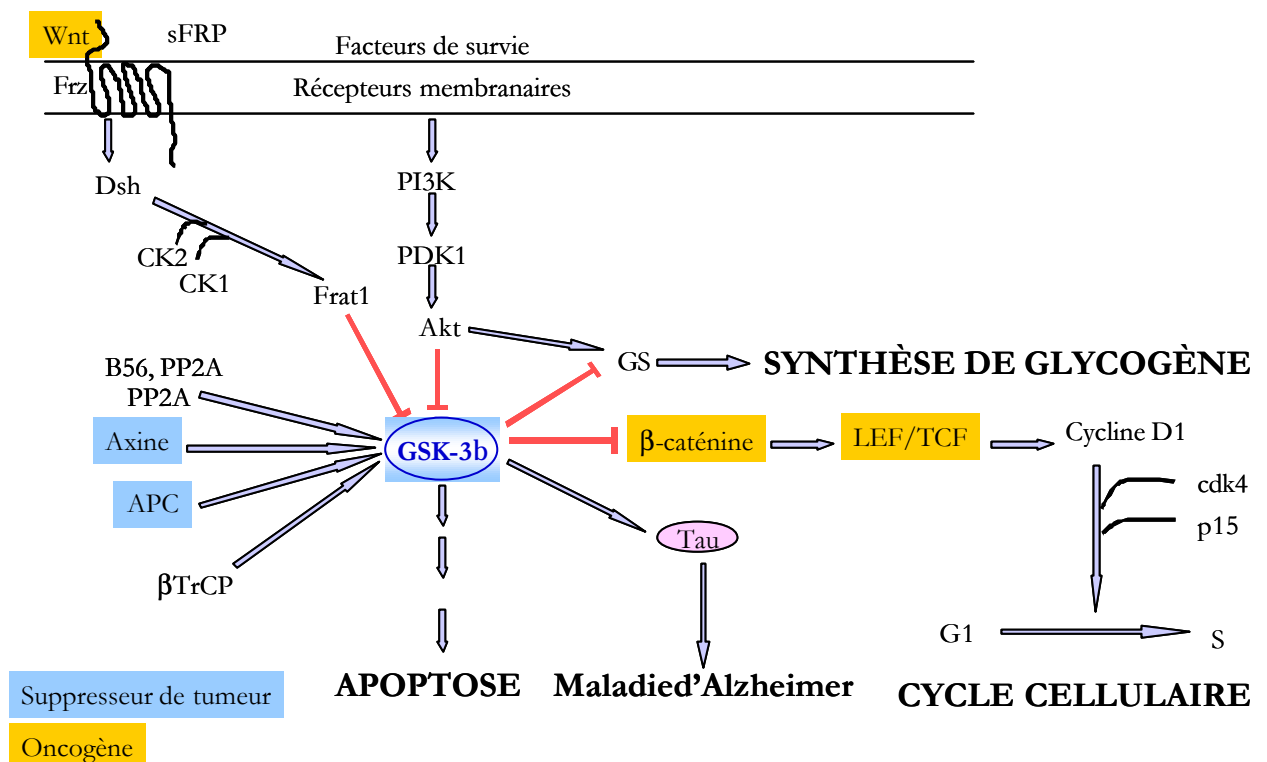 Wnt
sFRP
Facteurs de survie
Frz
Récepteurs membranaires
Dsh
PI3K
CK2
CK1
PDK1
Frat1
Akt
GS
SYNTHÈSE DE GLYCOGÈNE
B56, PP2A
PP2A
Axine
GSK-3b
β-caténine
LEF/TCF
Cycline D1
APC
cdk4
p15
Tau
βTrCP
G1
S
APOPTOSE
Maladied'Alzheimer
CYCLE CELLULAIRE
Suppresseur de tumeur
Oncogène